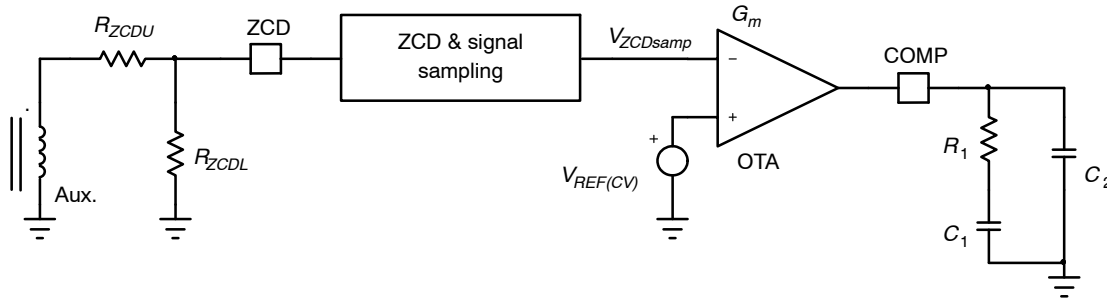 R_ZCDU
ZCD
ZCD & signal
sampling
V_ZCDsamp
G_m
COMP
−
+
OTA
+
V_REF(CV)
R_ZCDL
Aux.
R_1
C_1
C_2